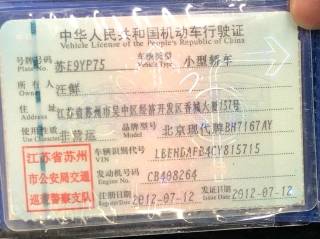 中华人民共和国机动车行驶证
Vehicle License of the People's Republic of China
号牌号码 苏E9YP75 车辆类型 小型轿车
Plate No.
所有人 汪鲜
Owner
住址 江苏省苏州市吴中区经济开发区香城大道157号
Address
使用性质 非营运 品牌型号 北京现代牌BH7167AY
Use Character Model
江苏省苏州
市公安局交通
巡逻警察支队
车辆识别代号 LBEHDAFB4CY815715
VIN
发动机号码 CB408264
Engine No.
注册日期 2012-07-12 发证日期 2012-07-12
Register Date Issue Date